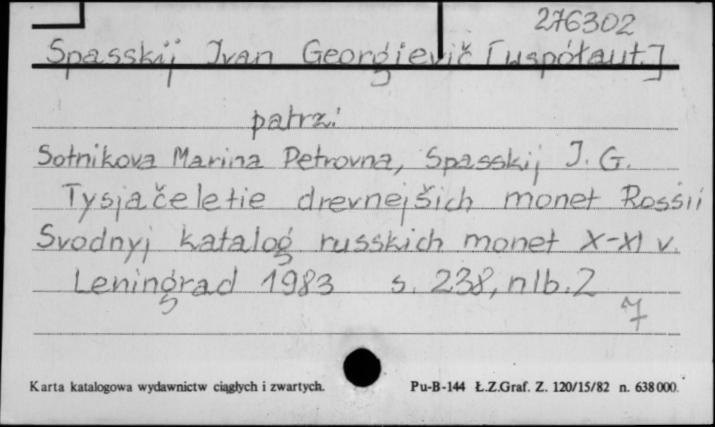 276302
Spasskij Ivan Georgievič [współaut.]
patrz:
Sotnikova Marina Petrovna, Spasskij I. G.
Tysjačeletie drevnejšich monet Rossii
Svodnyj katalog russkich monet X-XI v.
Leningrad 1983 s. 238, nlb. 2
7
Karta katalogowa wydawnictw ciągłych i zwartych. Pu-B-144 Ł.Z.Graf. Z. 120/15/82 n. 638000.